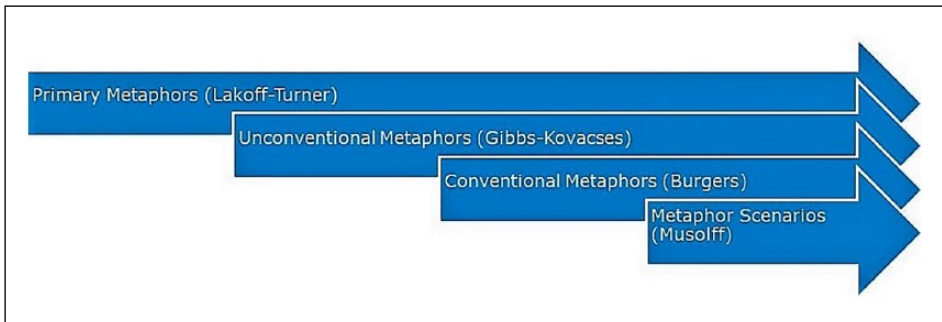 Primary Metaphors (Lakoff-Turner)
Unconventional Metaphors (Gibbs-Kovacses)
Conventional Metaphors (Burgers)
Metaphor Scenarios
(Musolff)